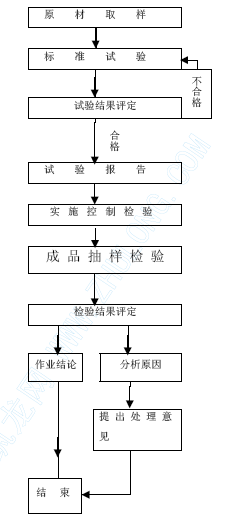 原 材 取 样
标 准 试 验
不合格
试验结果评定
合格
试 验 报 告
实 施 控 制 检 验
成 品 抽 样 检 验
检验结果评定
作业结论
分析原因
提 出 处 理 意
见
结 束